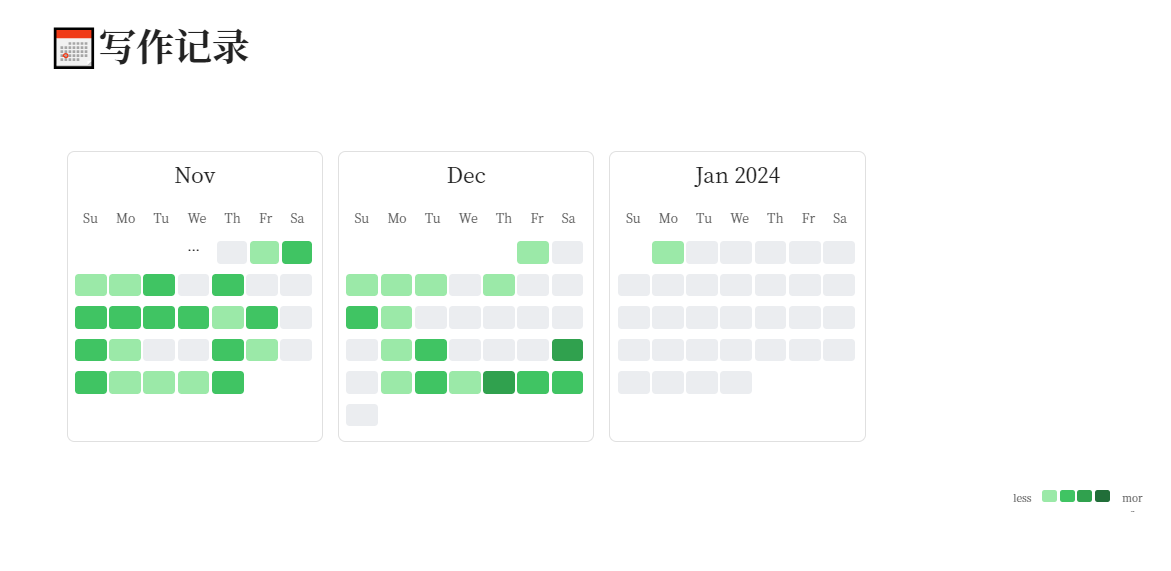 写作记录
Nov
Su Mo Tu We Th Fr Sa
...
Dec
Su Mo Tu We Th Fr Sa
Jan 2024
Su Mo Tu We Th Fr Sa
less
mor